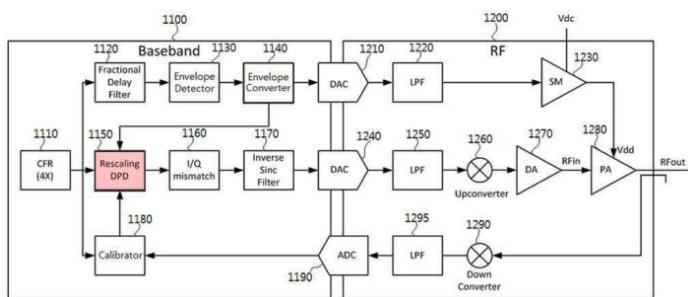 1100
1200
Baseband
RF
Vdc
1120
1130
1140
1210
1220
1230
Fractional
Delay
Filter
Envelope
Detector
Envelope
Converter
DAC
LPF
SM
1110
1150
1160
1170
1240
1250
1260
1270
1280
CFR
(4X)
Rescaling
DPD
I/Q
mismatch
Inverse
Sinc
Filter
DAC
LPF
Upconverter
DA
RFin
Vdd
PA
RFout
1180
1190
1295
1290
Calibrator
ADC
LPF
Down
Converter